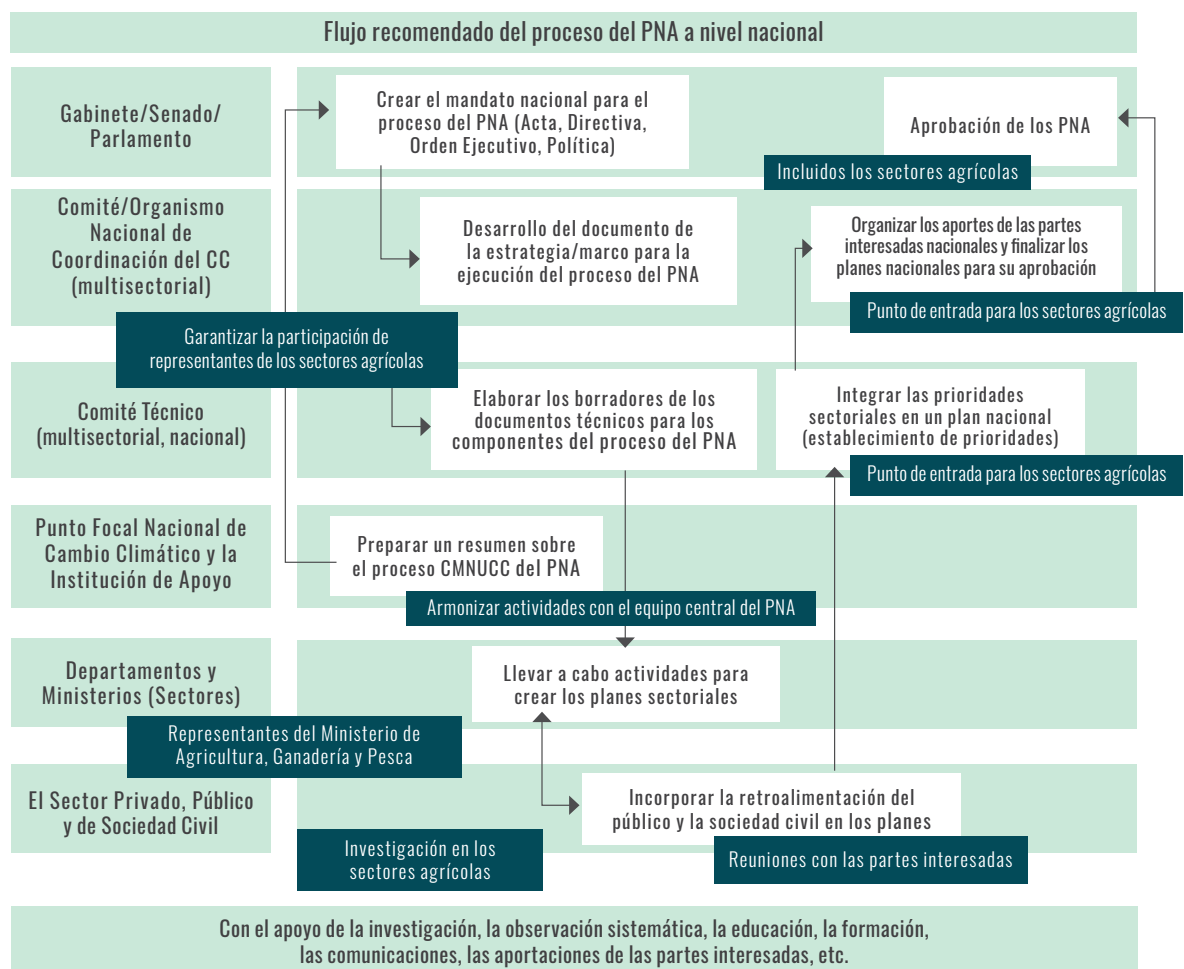 Flujo recomendado del proceso del PNA a nivel nacional
Gabinete/Senado/
Parlamento
Crear el mandato nacional para el
proceso del PNA (Acta, Directiva,
Orden Ejecutivo, Política)
Aprobación de los PNA
Incluidos los sectores agrícolas
Comité/Organismo
Nacional de
Coordinación del CC
(multisectorial)
Desarrollo del documento de
la estrategia/marco para la
ejecución del proceso del PNA
Organizar los aportes de las partes
interesadas nacionales y finalizar los
planes nacionales para su aprobación
Punto de entrada para los sectores agrícolas
Garantizar la participación de
representantes de los sectores agrícolas
Comité Técnico
(multisectorial, nacional)
Elaborar los borradores de los
documentos técnicos para los
componentes del proceso del PNA
Integrar las prioridades
sectoriales en un plan nacional
(establecimiento de prioridades)
Punto de entrada para los sectores agrícolas
Punto Focal Nacional de
Cambio Climático y la
Institución de Apoyo
Preparar un resumen sobre
el proceso CMNUCC del PNA
Armonizar actividades con el equipo central del PNA
Departamentos y
Ministerios (Sectores)
Llevar a cabo actividades para
crear los planes sectoriales
Representantes del Ministerio de
Agricultura, Ganadería y Pesca
El Sector Privado, Público
y de Sociedad Civil
Incorporar la retroalimentación del
público y la sociedad civil en los planes
Investigación en los
sectores agrícolas
Reuniones con las partes interesadas
Con el apoyo de la investigación, la observación sistemática, la educación, la formación,
las comunicaciones, las aportaciones de las partes interesadas, etc.